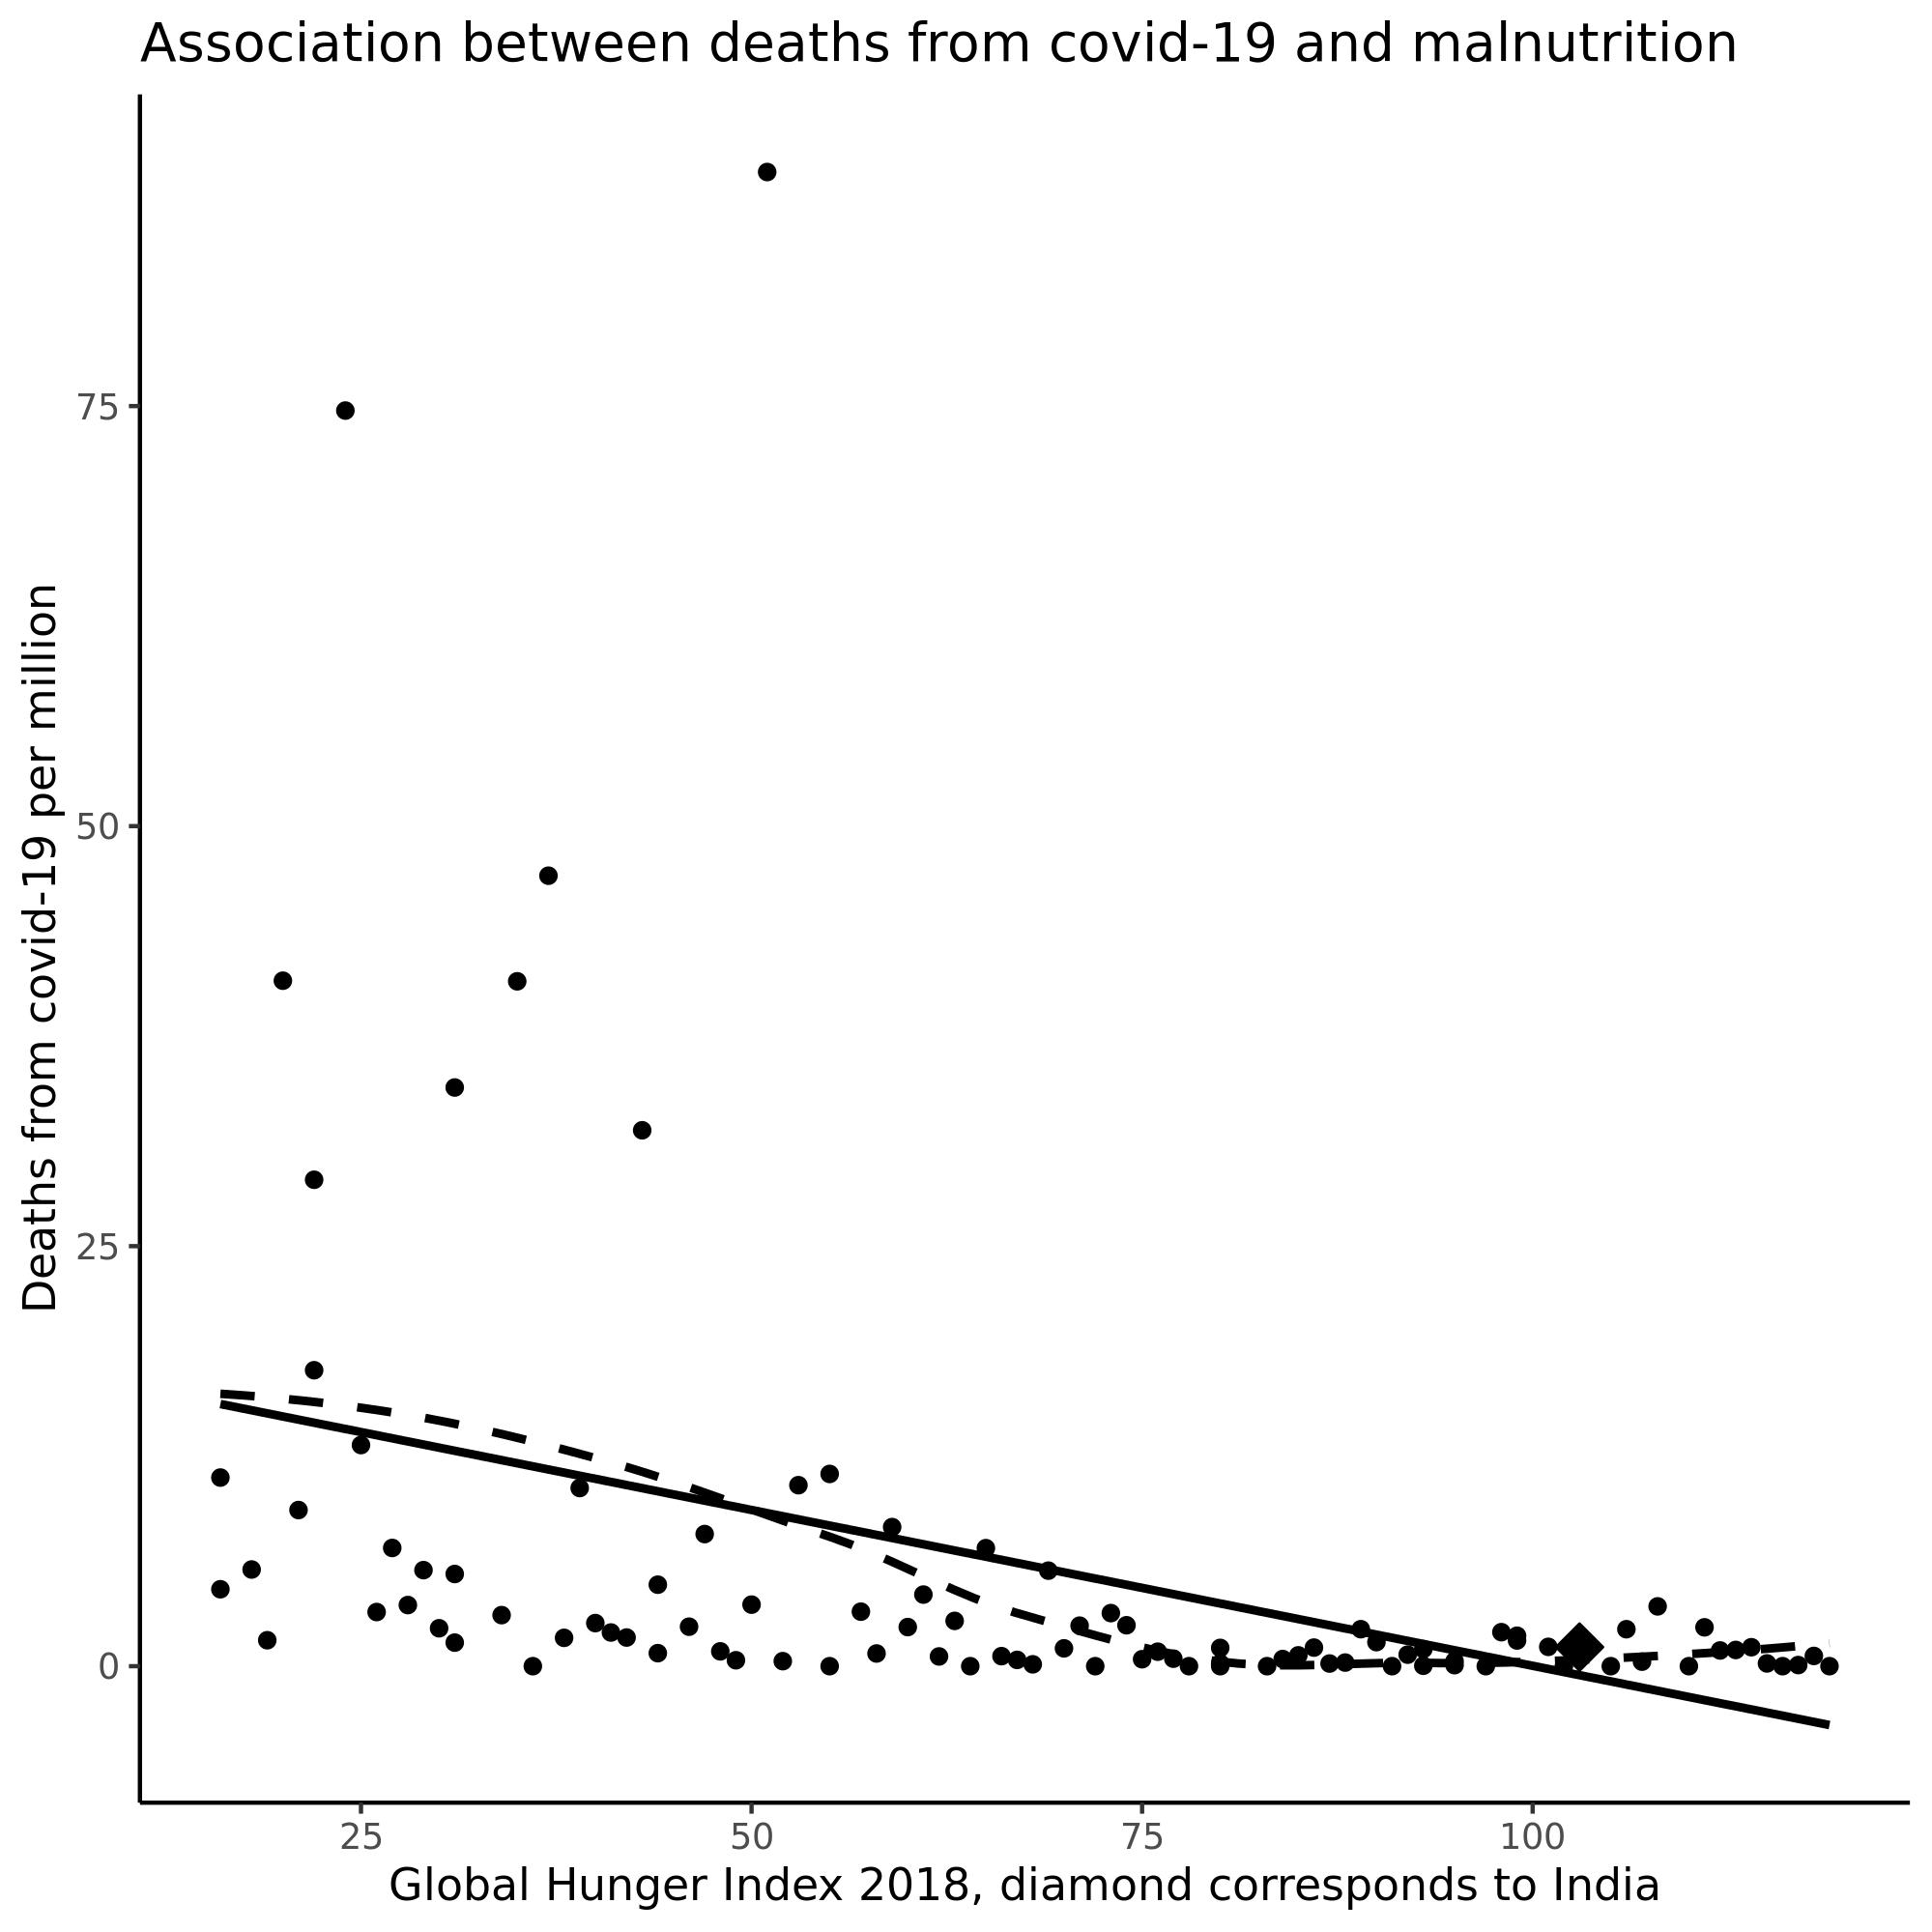 Association between deaths from covid-19 and malnutrition
Deaths from covid-19 per million
75
50
25
0
25
50
75
100
Global Hunger Index 2018, diamond corresponds to India